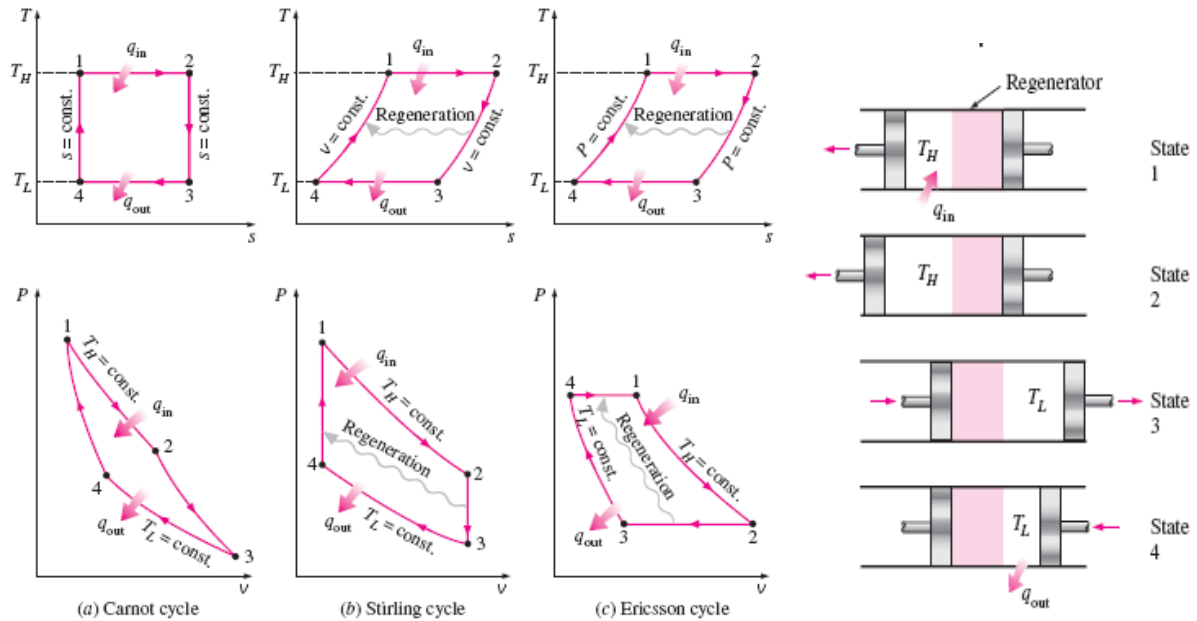 T
T_H
1
q_in
2
s = const.
s = const.
T_L
4
q_out
3
s
T
T_H
1
q_in
2
Regeneration
v = const.
v = const.
T_L
4
q_out
3
s
T
T_H
1
q_in
2
Regeneration
P = const.
P = const.
T_L
4
q_out
3
s
P
1
T_H = const.
q_in
2
4
q_out
T_L = const.
3
v
(a) Carnot cycle
P
1
q_in
T_H = const.
Regeneration
2
4
q_out
T_L = const.
3
v
(b) Stirling cycle
P
4
1
q_in
T_L = const.
Regeneration
T_H = const.
q_out
3
2
v
(c) Ericsson cycle
Regenerator
T_H
q_in
State
1
T_H
State
2
T_L
State
3
T_L
State
4
q_out